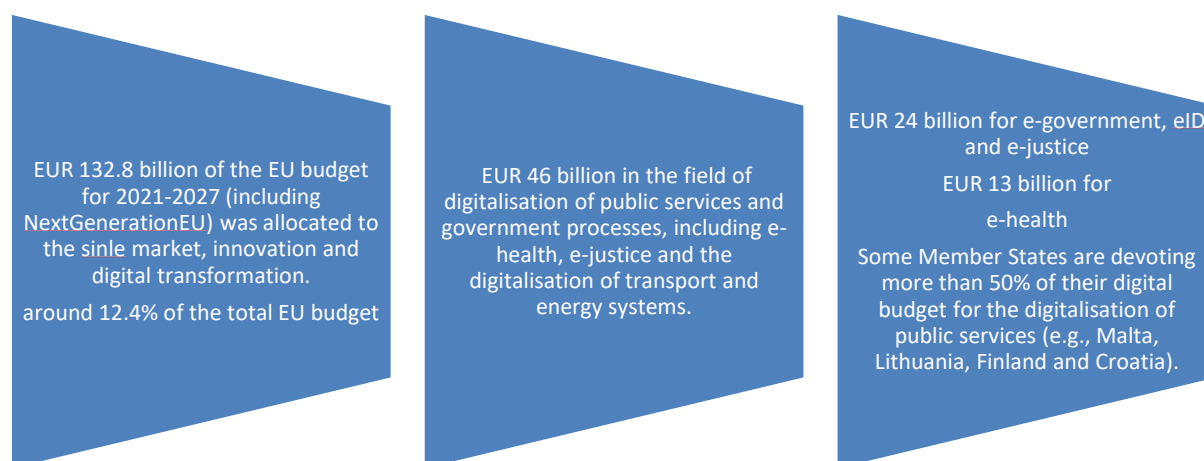 EUR 132.8 billion of the EU budget
for 2021-2027 (including
NextGenerationEU) was allocated to
the sinle market, innovation and
digital transformation.
around 12.4% of the total EU budget
EUR 46 billion in the field of
digitalisation of public services and
government processes, including e-
health, e-justice and the
digitalisation of transport and
energy systems.
EUR 24 billion for e-government, eID
and e-justice
EUR 13 billion for
e-health
Some Member States are devoting
more than 50% of their digital
budget for the digitalisation of
public services (e.g., Malta,
Lithuania, Finland and Croatia).